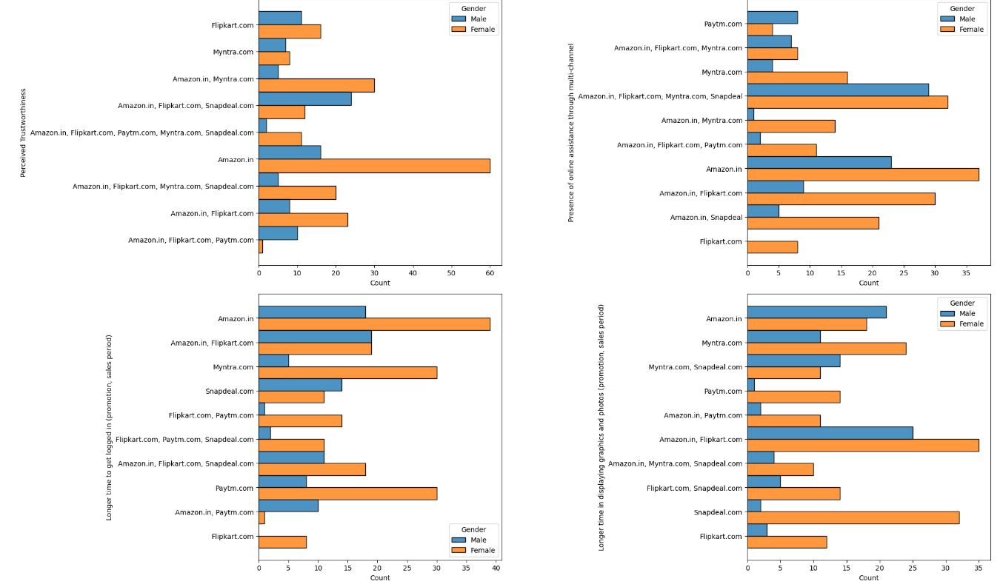 Perceived Trustworthiness
Flipkart.com
Myntra.com
Amazon.in, Myntra.com
Amazon.in, Flipkart.com, Snapdeal.com
Amazon.in, Flipkart.com, Paytm.com, Myntra.com, Snapdeal.com
Amazon.in
Amazon.in, Flipkart.com, Myntra.com, Snapdeal.com
Amazon.in, Flipkart.com
Amazon.in, Flipkart.com, Paytm.com
Gender
Male
Female
0 10 20 30 40 50 60
Count
Presence of online assistance through multi-channel
Paytm.com
Amazon.in, Flipkart.com, Myntra.com
Myntra.com
Amazon.in, Flipkart.com, Myntra.com, Snapdeal
Amazon.in, Myntra.com
Amazon.in, Flipkart.com, Paytm.com
Amazon.in
Amazon.in, Flipkart.com
Amazon.in, Snapdeal
Flipkart.com
Gender
Male
Female
0 5 10 15 20 25 30 35
Count
Longer time to get logged in (promotion, sales period)
Amazon.in
Amazon.in, Flipkart.com
Myntra.com
Snapdeal.com
Flipkart.com, Paytm.com
Flipkart.com, Paytm.com, Snapdeal.com
Amazon.in, Flipkart.com, Snapdeal.com
Paytm.com
Amazon.in, Paytm.com
Flipkart.com
Gender
Male
Female
0 5 10 15 20 25 30 35 40
Count
Longer time in displaying graphics and photos (promotion, sales period)
Amazon.in
Myntra.com
Myntra.com, Snapdeal.com
Paytm.com
Amazon.in, Paytm.com
Amazon.in, Flipkart.com
Amazon.in, Myntra.com, Snapdeal.com
Flipkart.com, Snapdeal.com
Snapdeal.com
Flipkart.com
Gender
Male
Female
0 5 10 15 20 25 30 35
Count